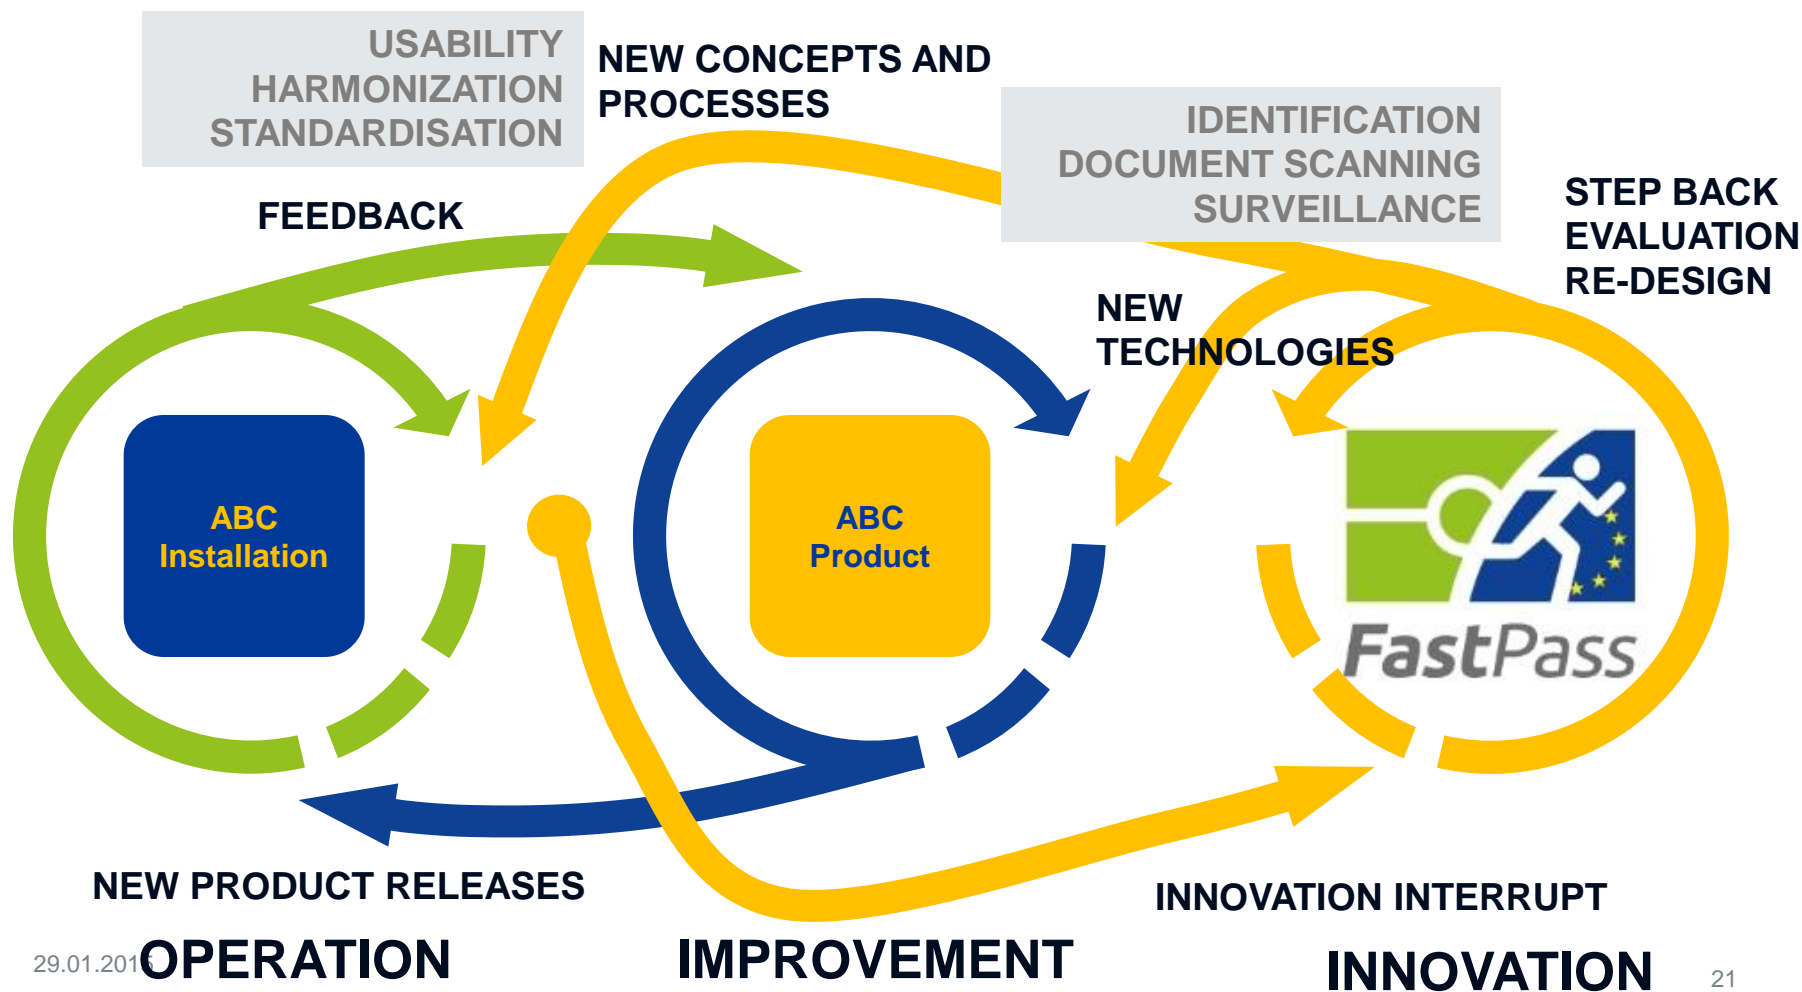 USABILITY
HARMONIZATION
STANDARDISATION
NEW CONCEPTS AND
PROCESSES
IDENTIFICATION
DOCUMENT SCANNING
SURVEILLANCE
STEP BACK
EVALUATION
RE-DESIGN
FEEDBACK
NEW
TECHNOLOGIES
ABC
Installation
ABC
Product
FastPass
NEW PRODUCT RELEASES
INNOVATION INTERRUPT
OPERATION
IMPROVEMENT
INNOVATION
21